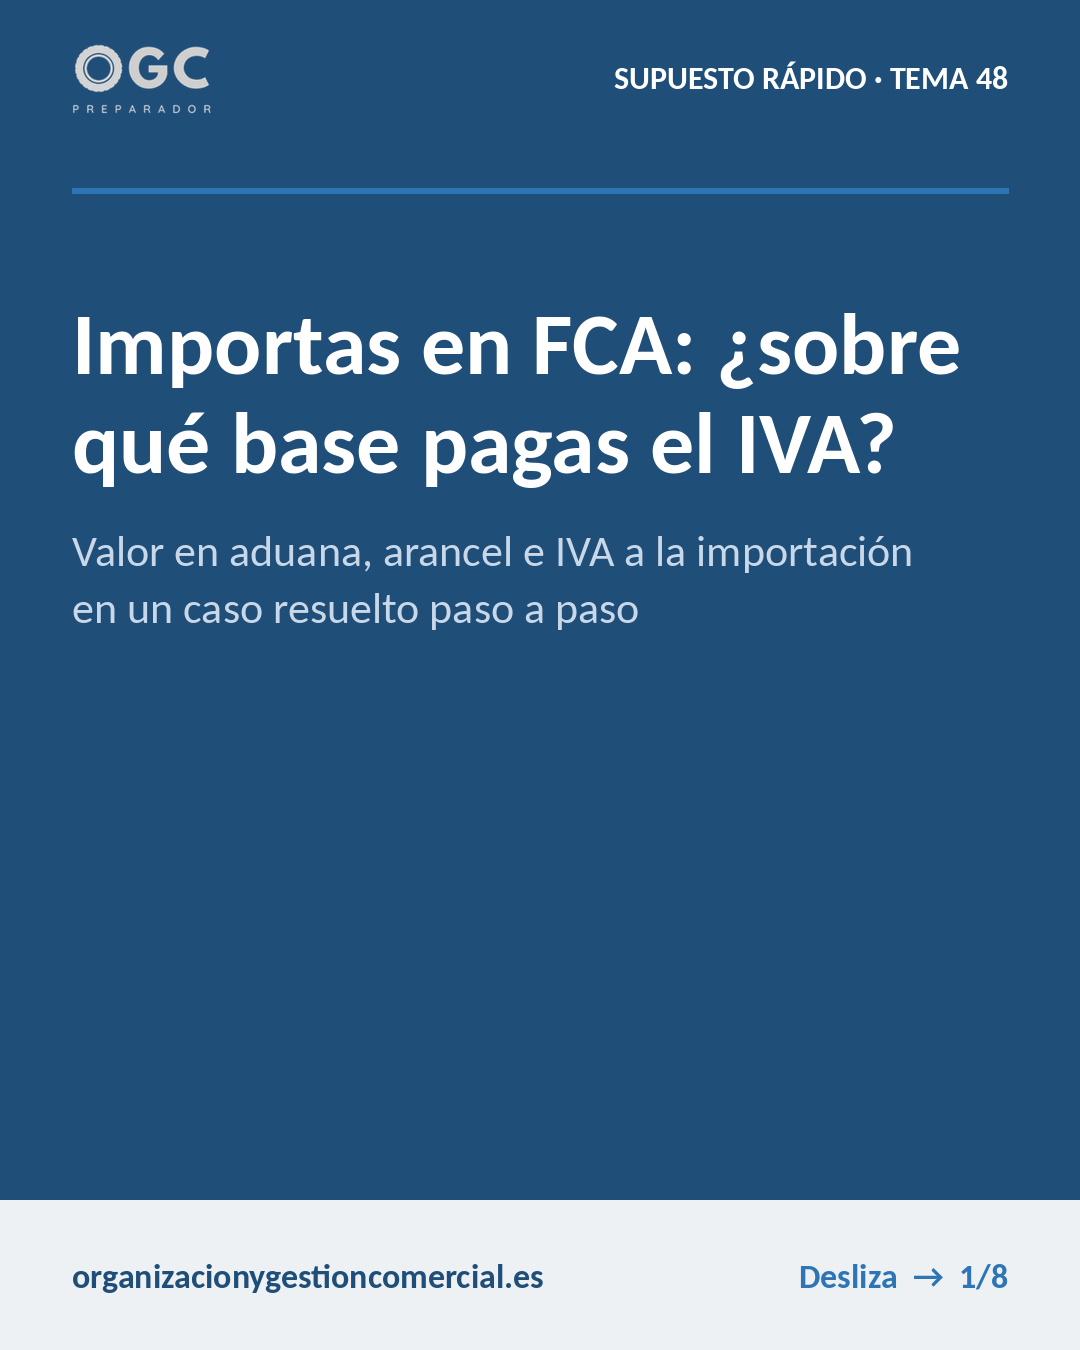 OGC
PREPARADOR
SUPUESTO RÁPIDO · TEMA 48
Importas en FCA: ¿sobre
qué base pagas el IVA?
Valor en aduana, arancel e IVA a la importación
en un caso resuelto paso a paso
organizacionygestioncomercial.es
Desliza → 1/8